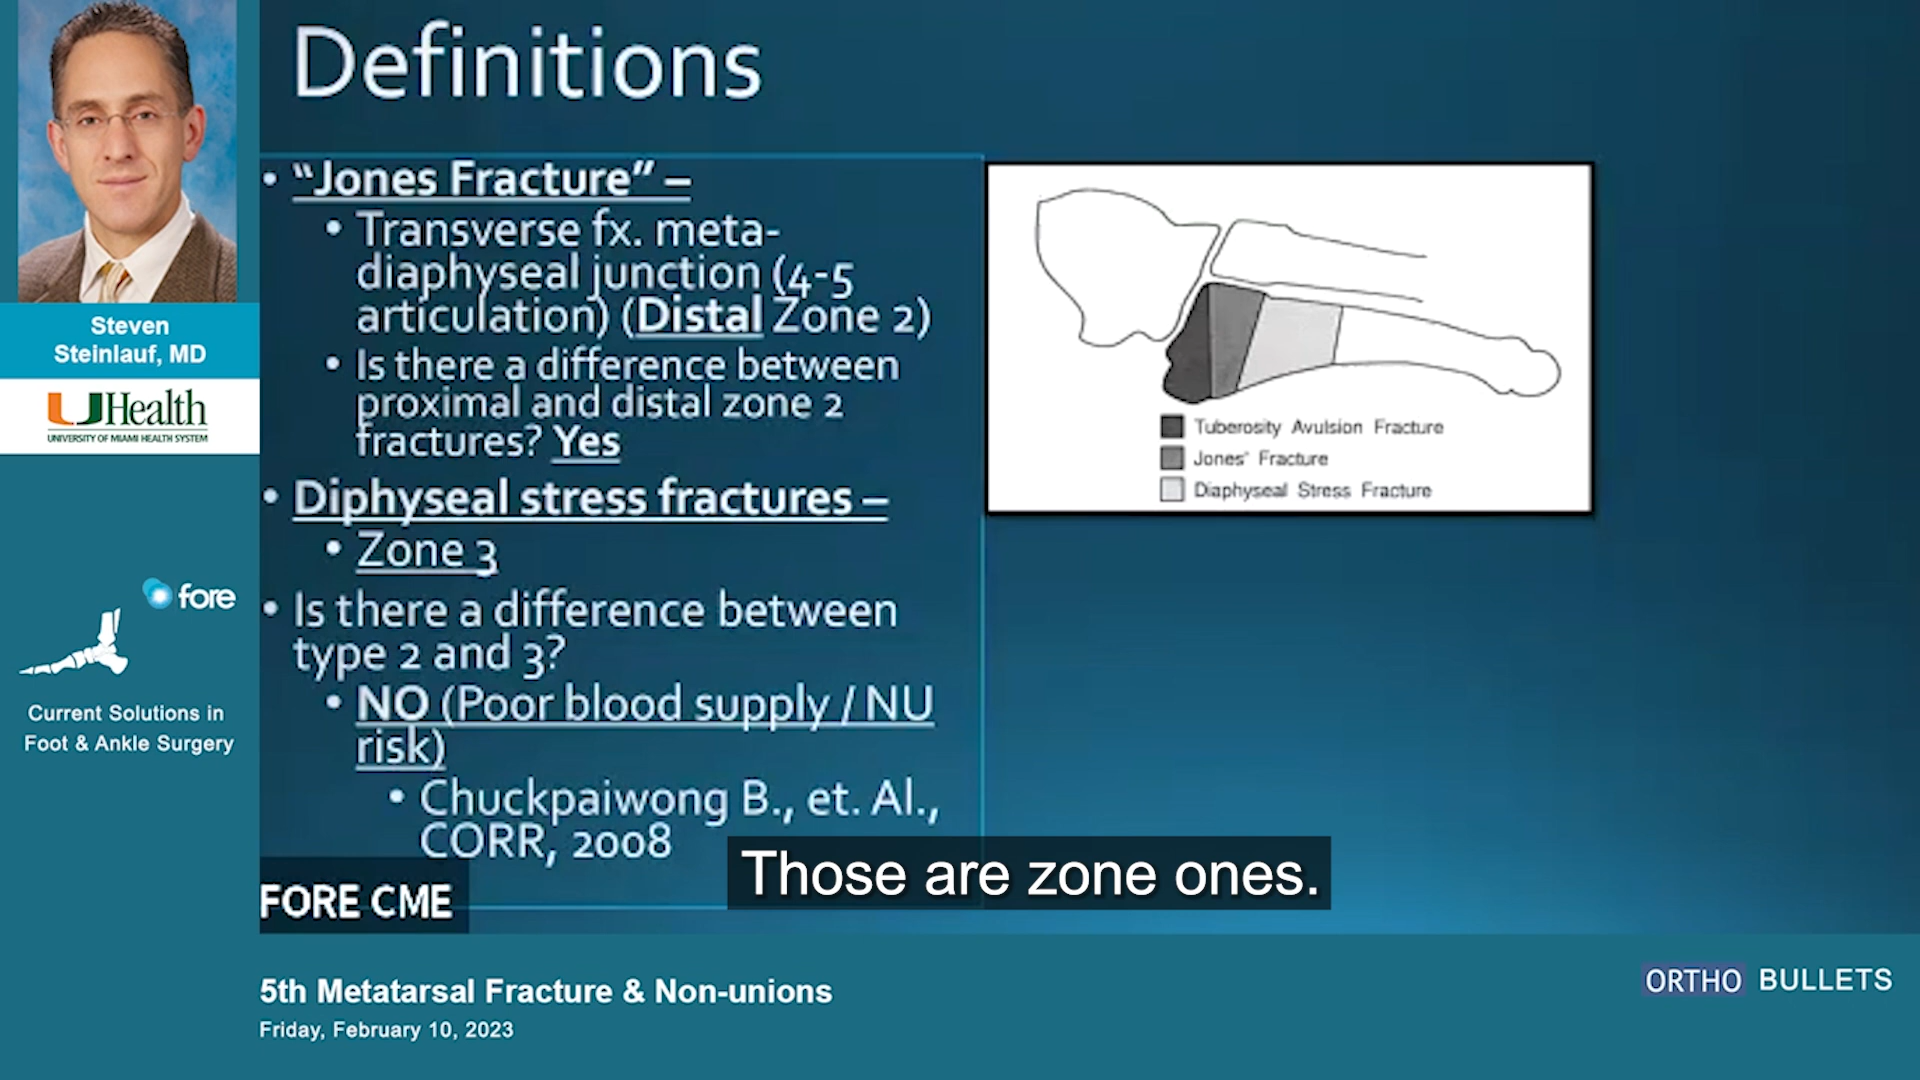 Definitions
• “Jones Fracture” –
• Transverse fx. meta-
diaphyseal junction (4-5
articulation) (Distal Zone 2)
• Is there a difference between
proximal and distal zone 2
fractures? Yes
• Diphyseal stress fractures –
• Zone 3
• Is there a difference between
type 2 and 3?
• NO (Poor blood supply / NU
risk)
• Chuckpaiwong B., et. Al.,
CORR, 2008
Tuberosity Avulsion Fracture
Jones' Fracture
Diaphyseal Stress Fracture
Those are zone ones.
FORE CME
Steven
Steinlauf, MD
UHealth
UNIVERSITY OF MIAMI HEALTH SYSTEM
fore
Current Solutions in
Foot & Ankle Surgery
5th Metatarsal Fracture & Non-unions
Friday, February 10, 2023
ORTHO BULLETS